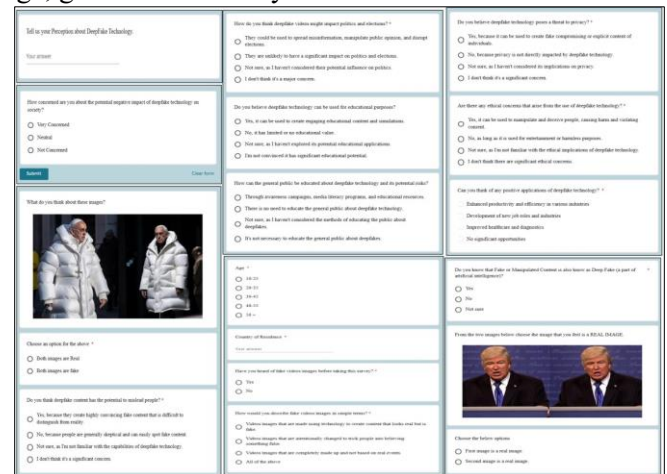 Tell us your Perception about DeepFake Technology.
Your answer
How concerned are you about the potential negative impact of deepfake technology on
society? *
Very Concerned
Neutral
Not Concerned
Submit
Clear form
What do you think about these images?
Choose an option for the above *
Both images are Real
Both images are fake
Do you think deepfake content has the potential to mislead people? *
Yes, because they create highly convincing fake content that is difficult to
distinguish from reality
No, because people are generally skeptical and can easily spot fake content
Not sure, as I'm not familiar with the capabilities of deepfake technology
I don't think it's a significant concern
How do you think deepfake videos might impact politics and elections? *
They could be used to spread misinformation, manipulate public opinion, and disrupt
elections.
They are unlikely to have a significant impact on politics and elections.
Not sure, as I haven't considered their potential influence on politics.
I don't think it's a major concern.
Do you believe deepfake technology can be used for educational purposes?
Yes, it can be used to create engaging educational content and simulations.
No, it has limited or no educational value.
Not sure, as I haven't explored its potential educational applications.
I'm not convinced it has significant educational potential.
How can the general public be educated about deepfake technology and its potential risks?
Through awareness campaigns, media literacy programs, and educational resources.
There is no need to educate the general public about deepfake technology.
Not sure, as I haven't considered the methods of educating the public about
deepfakes.
It's not necessary to educate the general public about deepfakes.
Age *
Country of Residence *
Your answer
Have you heard of fake videos images before taking this survey? *
Yes
No
How would you describe fake videos images in simple terms? *
Videos images that are made using technology to create content that looks real but is
fake.
Videos images that are intentionally changed to trick people into believing
something false.
Videos images that are completely made up and not based on real events.
All of the above
Do you believe deepfake technology poses a threat to privacy? *
Yes, because it can be used to create fake compromising or explicit content of
individuals.
No, because privacy is not directly impacted by deepfake technology.
Not sure, as I haven't considered its implications on privacy.
I don't think it's a significant concern.
Are there any ethical concerns that arise from the use of deepfake technology? *
Yes, it can be used to manipulate and deceive people, causing harm and violating
consent.
No, as long as it is used for entertainment or harmless purposes.
Not sure, as I'm not familiar with the ethical implications of deepfake technology.
I don't think there are significant ethical concerns.
Can you think of any positive applications of deepfake technology? *
Enhanced productivity and efficiency in various industries
Development of new job roles and industries
Improved healthcare and diagnostics
No significant opportunities
Do you know that Fake or Manipulated Content is also know as Deep Fake (a part of *
artificial intelligence)?
Yes
No
Not sure
From the two images below choose the image that you feel is a REAL IMAGE.
Choose the below options
First image is a real image.
Second image is a real image.